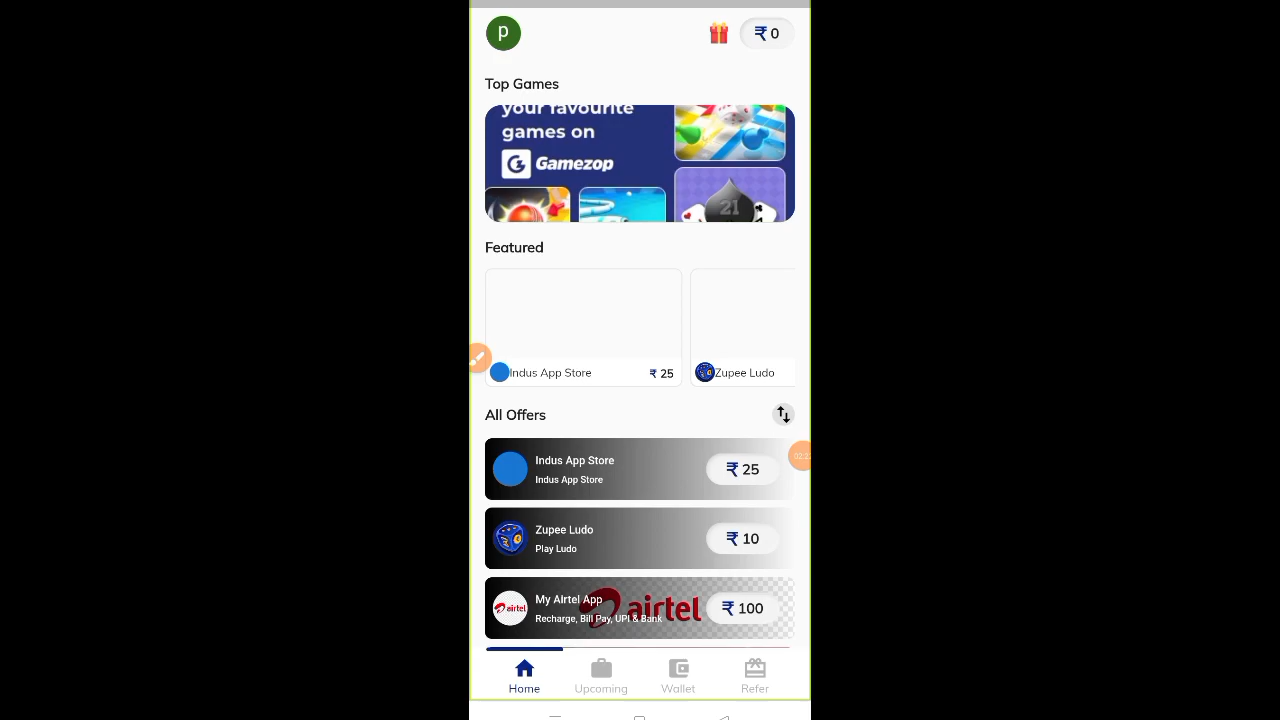 p
₹ 0
Top Games
your favourite
games on
G Gamezop
21
Featured
Indus App Store ₹ 25
Zupee Ludo
All Offers
Indus App Store
Indus App Store
₹ 25
Zupee Ludo
Play Ludo
₹ 10
airtel
My Airtel App
Recharge, Bill Pay, UPI & Bank
airtel
₹ 100
Home Upcoming Wallet Refer